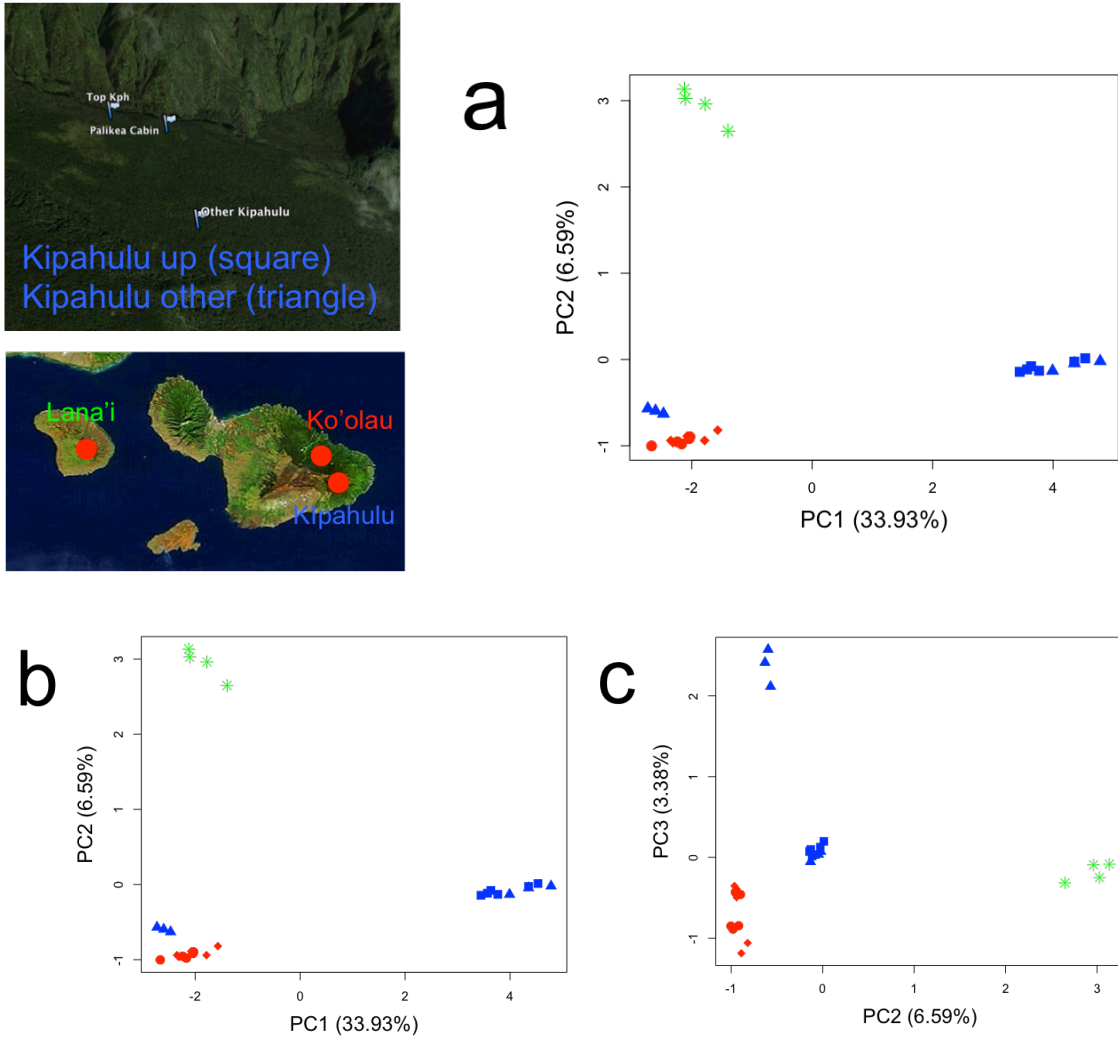 Top Kph
Palikea Cabin
Other Kipahulu
Kipahulu up (square)
Kipahulu other (triangle)
Lana'i
Ko'olau
KIpahulu
a
PC2 (6.59%)
3
2
1
0
-1
-2
0
2
4
PC1 (33.93%)
b
PC2 (6.59%)
3
2
1
0
-1
-2
0
2
4
PC1 (33.93%)
c
PC3 (3.38%)
2
1
0
-1
-1
0
1
2
3
PC2 (6.59%)